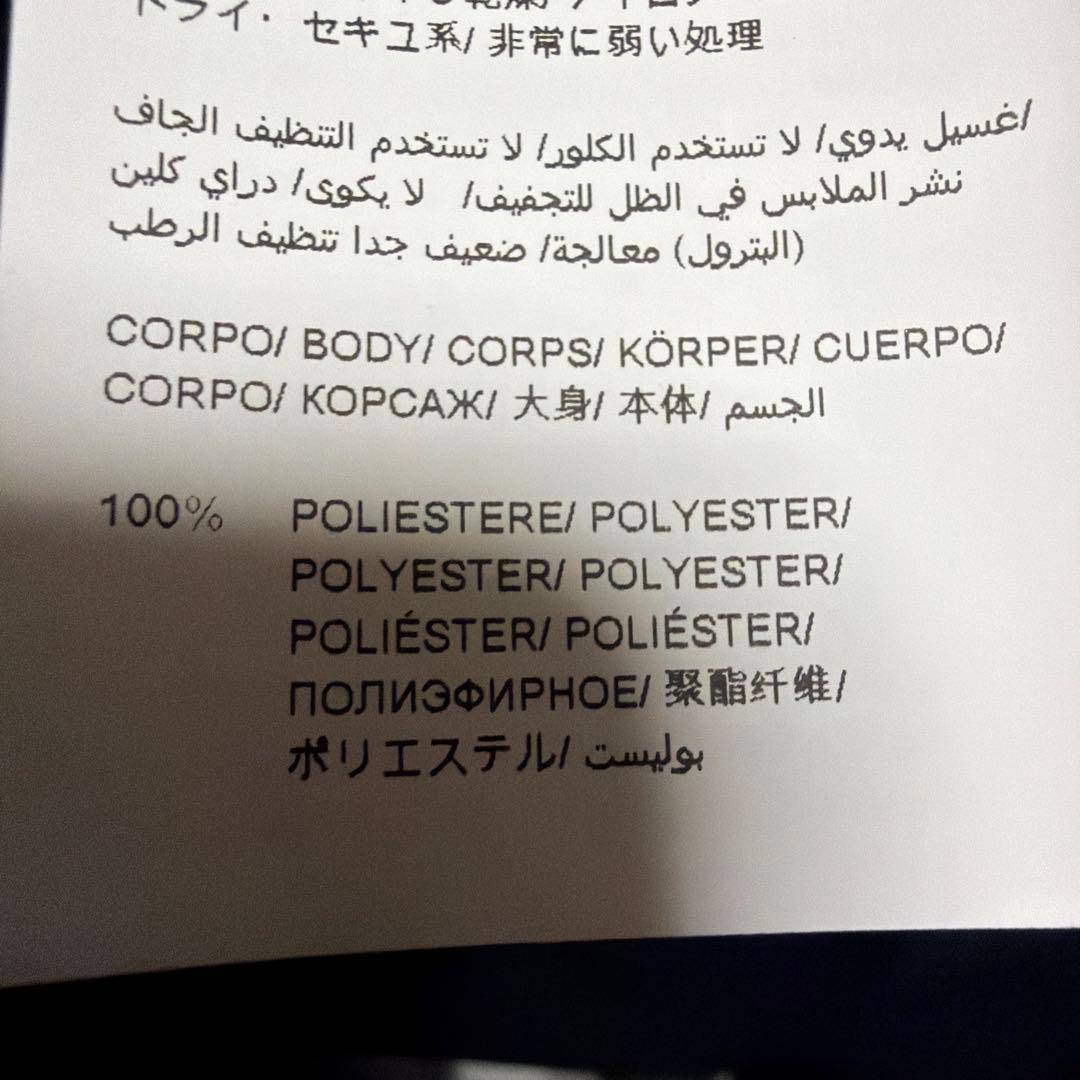 ドライ・ セキユ系/ 非常に弱い処理
غسيل يدوي/ لا تستخدم الكلور/ لا تستخدم التنظيف الجاف/
نشر الملابس في الظل للتجفيف/ لا يكوى/ دراي كلين
(البترول) معالجة/ ضعيف جدا تنظيف الرطب
CORPO/ BODY/ CORPS/ KÖRPER/ CUERPO/
CORPO/ КОРСАЖ/ 大身/ 本体/ الجسم
100% POLIESTERE/ POLYESTER/
POLYESTER/ POLYESTER/
POLIÉSTER/ POLIÉSTER/
ПОЛИЭФИРНОЕ/ 聚酯纤维/
ポリエステル/ بوليست